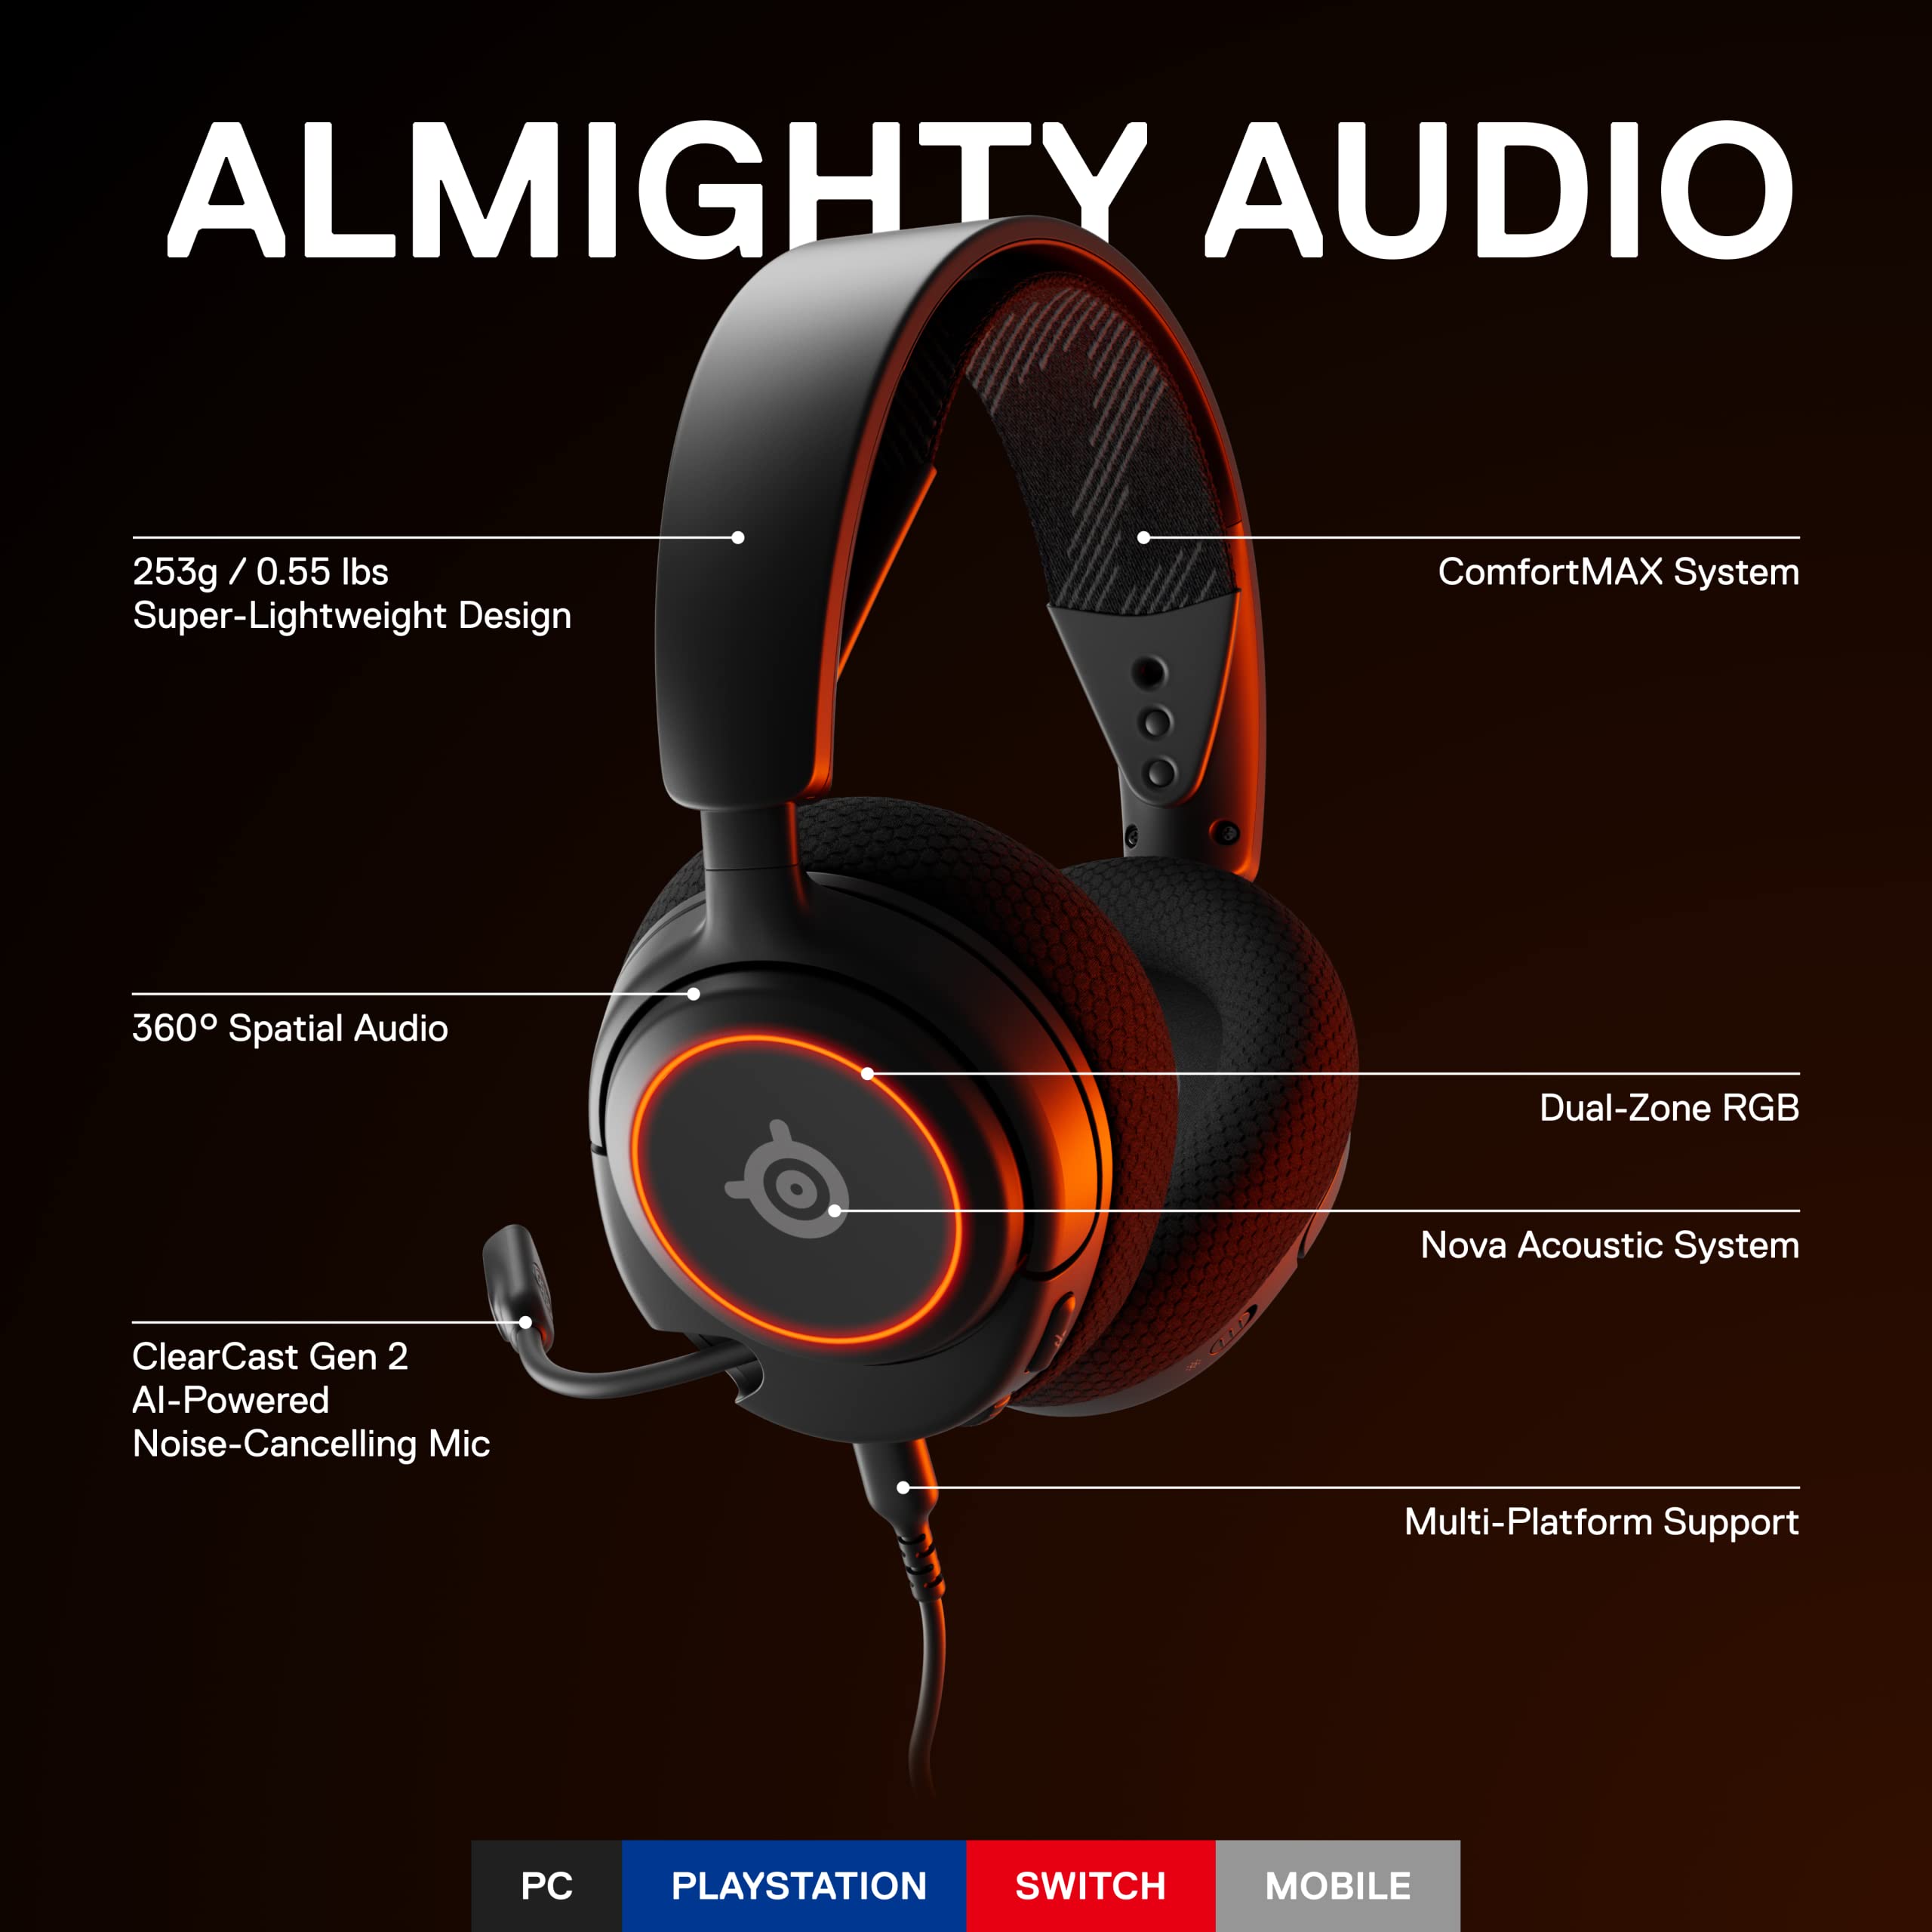 ALMIGHTY AUDIO
253g / 0.55 lbs
Super-Lightweight Design
ComfortMAX System
360° Spatial Audio
Dual-Zone RGB
Nova Acoustic System
ClearCast Gen 2
AI-Powered
Noise-Cancelling Mic
Multi-Platform Support
PC
PLAYSTATION
SWITCH
MOBILE